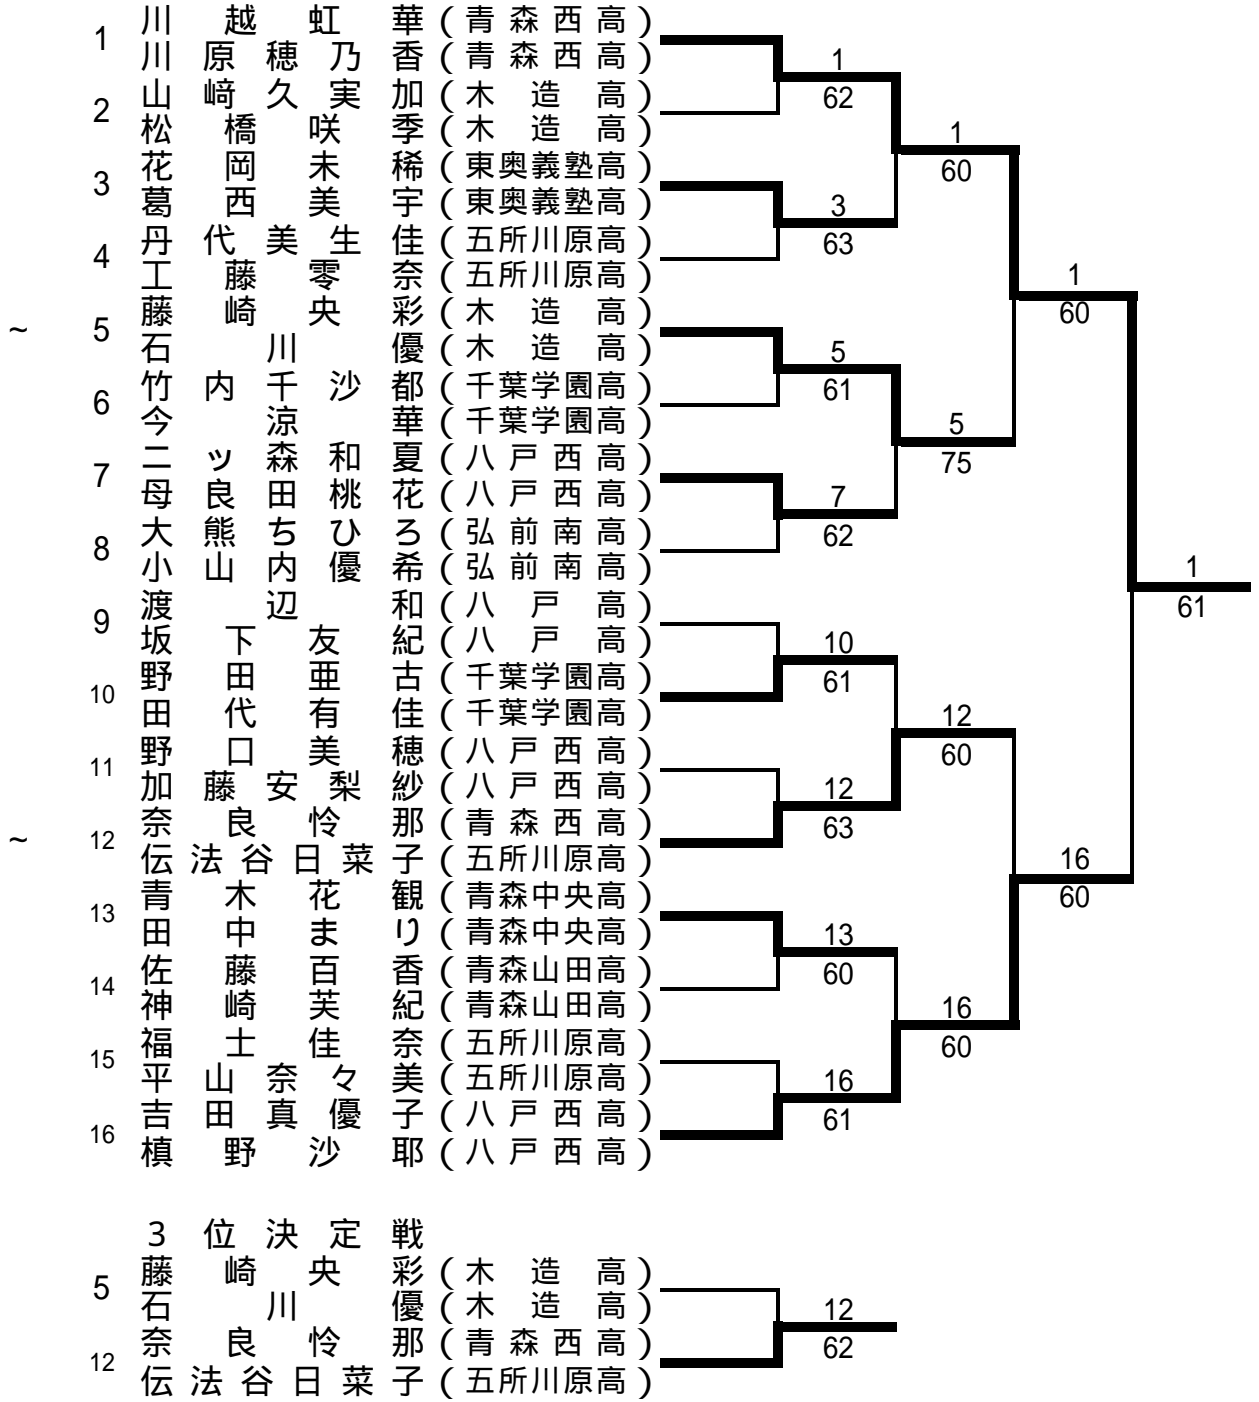 川越虹華(青森西高)
1
川原穂乃香(青森西高)
1
62
山﨑久実加(木造高)
2
松橋咲季(木造高)
1
60
花岡未稀(東奥義塾高)
3
葛西美宇(東奥義塾高)
3
63
丹代美生佳(五所川原高)
4
工藤零奈(五所川原高)
1
60
藤崎央彩(木造高)
~
5
石川優(木造高)
5
61
竹内千沙都(千葉学園高)
6
今涼華(千葉学園高)
5
75
二ッ森和夏(八戸西高)
7
母良田桃花(八戸西高)
7
62
大熊ちひろ(弘前南高)
8
小山内優希(弘前南高)
1
61
渡辺和(八戸高)
9
坂下友紀(八戸高)
10
61
野田亜古(千葉学園高)
10
田代有佳(千葉学園高)
12
60
野口美穂(八戸西高)
11
加藤安梨紗(八戸西高)
12
63
奈良怜那(青森西高)
~
12
伝法谷日菜子(五所川原高)
16
60
青木花観(青森中央高)
13
田中まり(青森中央高)
13
60
佐藤百香(青森山田高)
14
神崎芙紀(青森山田高)
16
60
福士佳奈(五所川原高)
15
平山奈々美(五所川原高)
16
61
吉田真優子(八戸西高)
16
槙野沙耶(八戸西高)
3位決定戦
藤崎央彩(木造高)
5
石川優(木造高)
12
62
奈良怜那(青森西高)
12
伝法谷日菜子(五所川原高)